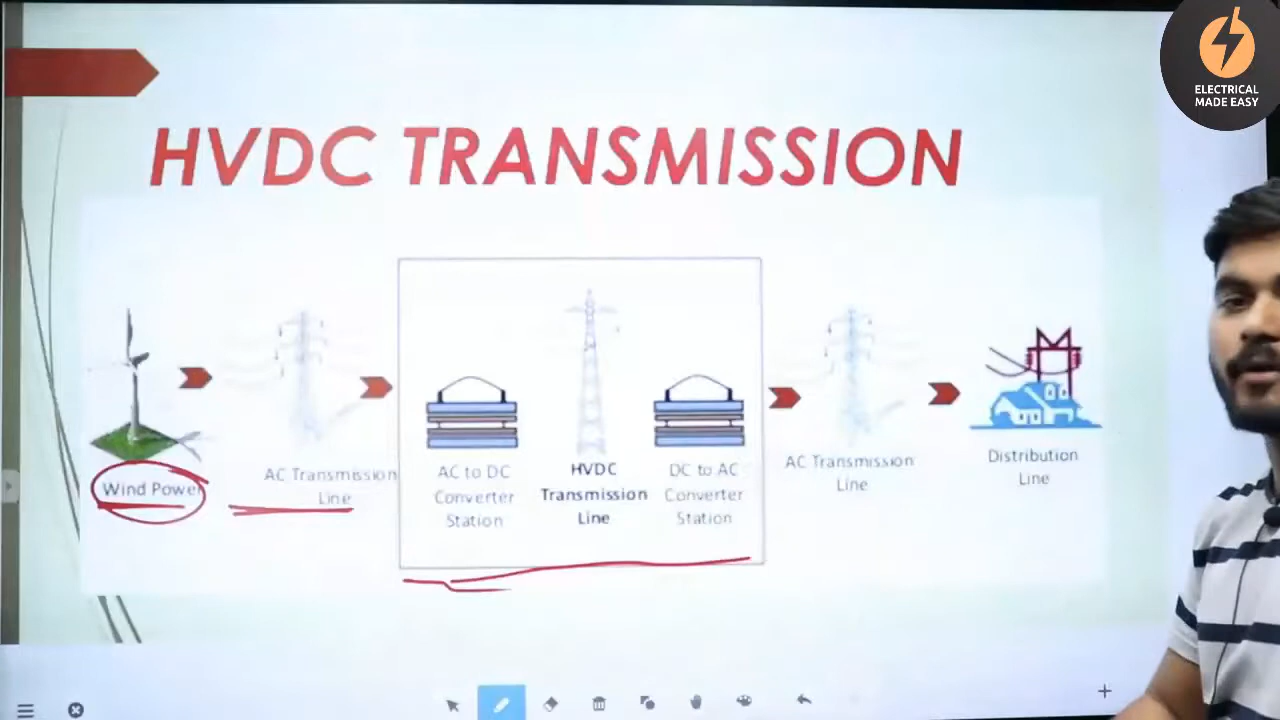 ELECTRICAL
MADE EASY
HVDC TRANSMISSION
Wind Power
AC Transmission
Line
AC to DC
Converter
Station
HVDC
Transmission
Line
DC to AC
Converter
Station
AC Transmission
Line
Distribution
Line